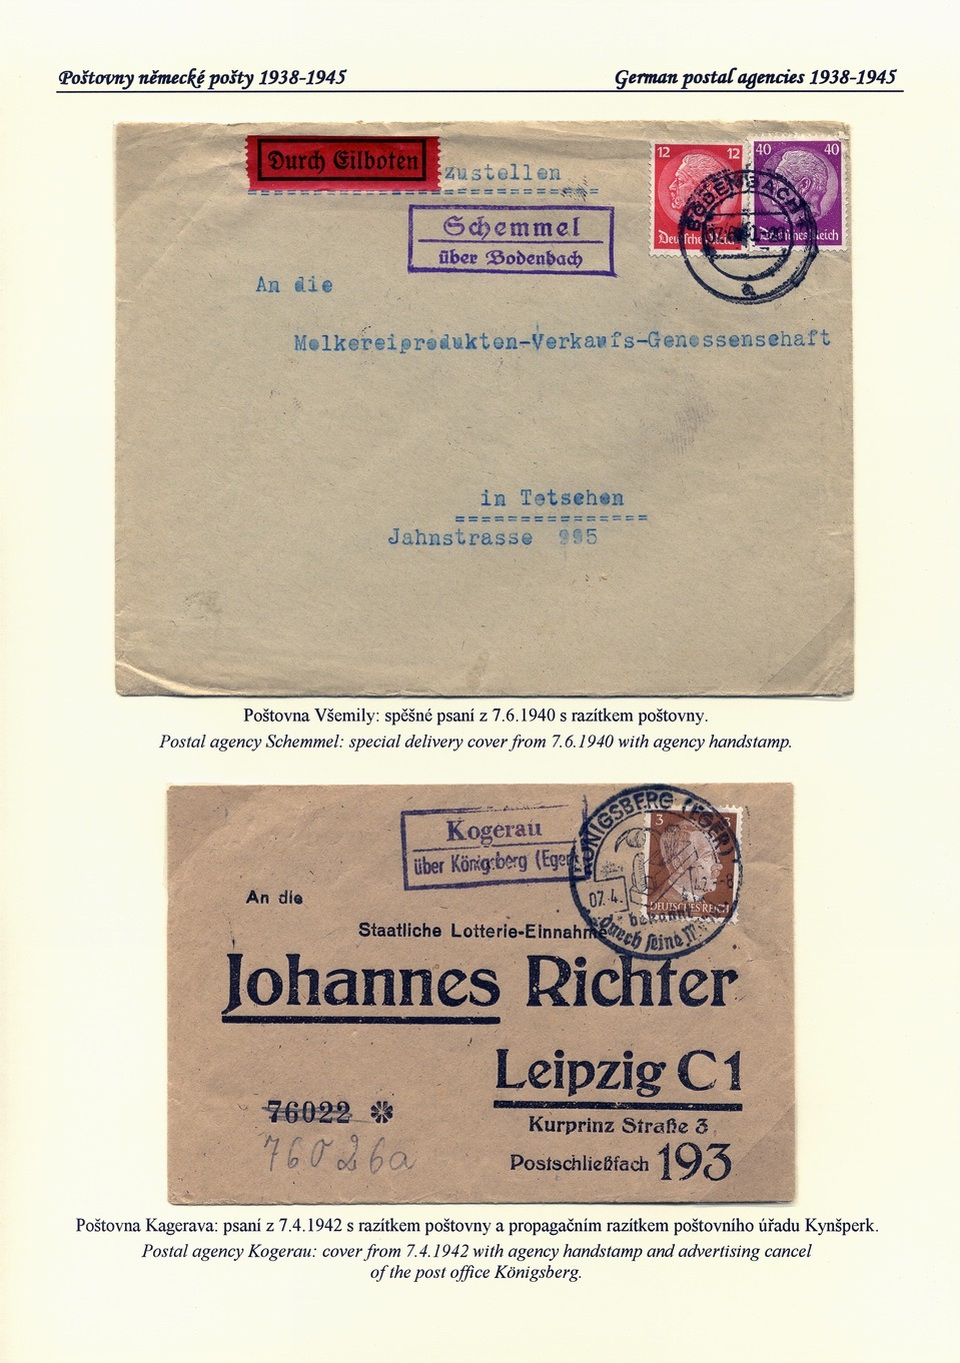 Poštovny německé pošty 1938-1945
German postal agencies 1938-1945
Durch Eilboten
zustellen
Schemmel
über Bodenbach
12 12
40 40
Deutsches Reich
Deutsches Reich
BODENBACH 1
a
An die
Molkereiprodukten-Verkaufs-Genossenschaft
in Tetschen
Jahnstrasse 995
Poštovna Všemily: spěšné psaní z 7.6.1940 s razítkem poštovny.
Postal agency Schemmel: special delivery cover from 7.6.1940 with agency handstamp.
Kogerau
über Königsberg (Eger)
KÖNIGSBERG (EGER)
3 3
07.4.
DEUTSCHES REICH
bekannt
durch seine
An die
Staatliche Lotterie-Einnahme
Johannes Richter
Leipzig C 1
76022 ✻
Kurprinz Straße 3
76026a
Postschließfach 193
Poštovna Kagerava: psaní z 7.4.1942 s razítkem poštovny a propagačním razítkem poštovního úřadu Kynšperk.
Postal agency Kogerau: cover from 7.4.1942 with agency handstamp and advertising cancel
of the post office Königsberg.